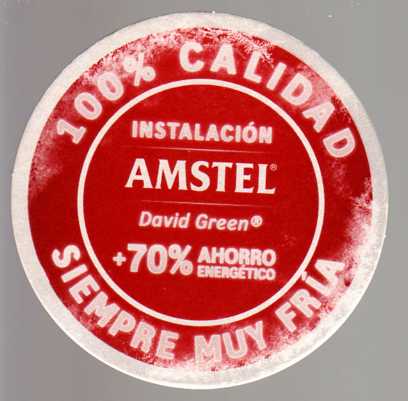 100% CALIDAD
INSTALACIÓN
AMSTEL®
David Green®
+70% AHORRO
ENERGÉTICO
SIEMPRE MUY FRÍA